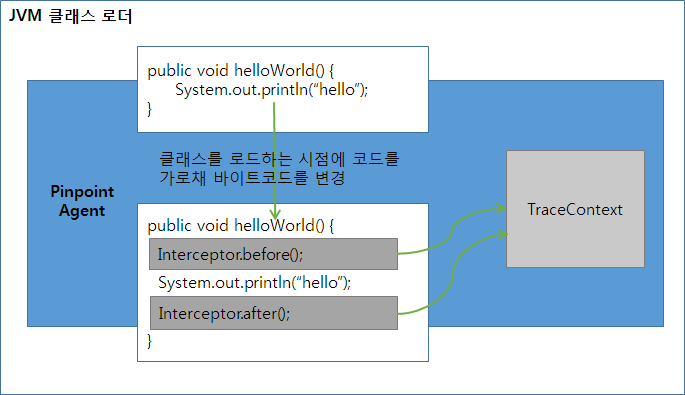 JVM 클래스 로더
public void helloWorld() {
System.out.println(“hello”);
}
클래스를 로드하는 시점에 코드를
가로채 바이트코드를 변경
Pinpoint
Agent
public void helloWorld() {
Interceptor.before();
System.out.println(“hello”);
Interceptor.after();
}
TraceContext